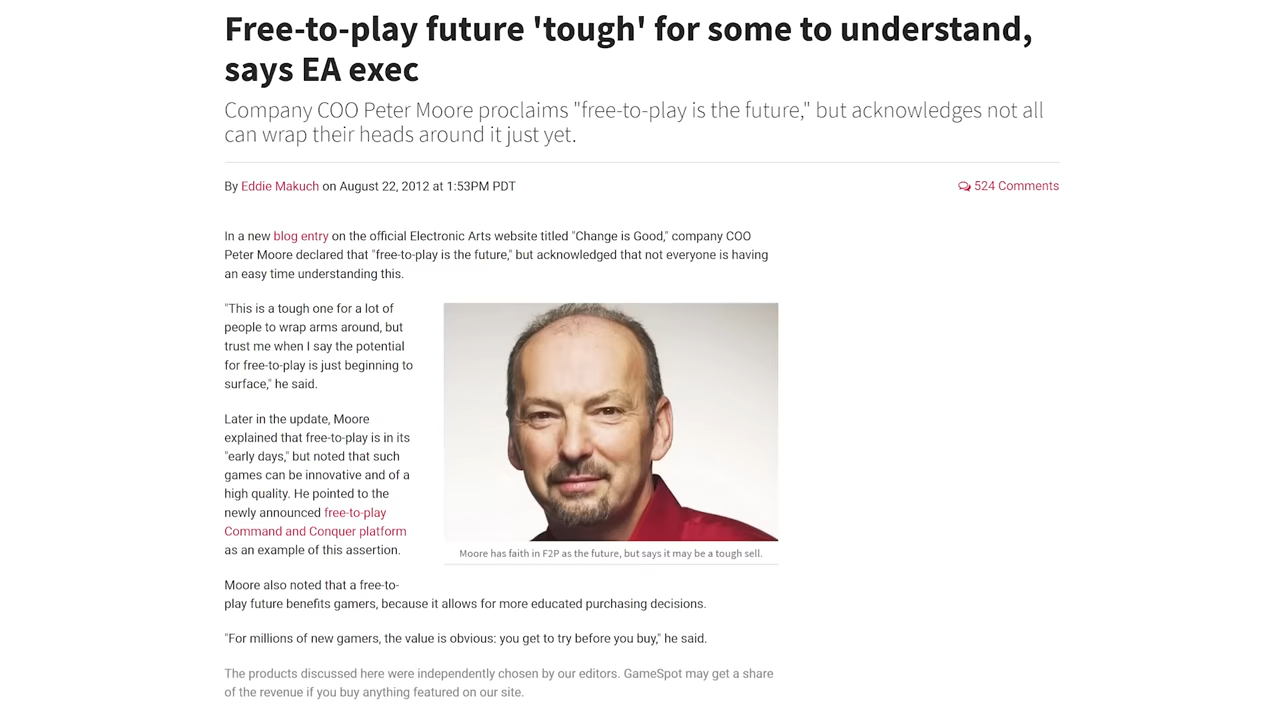 Free-to-play future 'tough' for some to understand,
says EA exec
Company COO Peter Moore proclaims "free-to-play is the future," but acknowledges not all
can wrap their heads around it just yet.
By Eddie Makuch on August 22, 2012 at 1:53PM PDT
524 Comments
In a new blog entry on the official Electronic Arts website titled "Change is Good," company COO
Peter Moore declared that "free-to-play is the future," but acknowledged that not everyone is having
an easy time understanding this.
"This is a tough one for a lot of
people to wrap arms around, but
trust me when I say the potential
for free-to-play is just beginning to
surface," he said.
Later in the update, Moore
explained that free-to-play is in its
"early days," but noted that such
games can be innovative and of a
high quality. He pointed to the
newly announced free-to-play
Command and Conquer platform
as an example of this assertion.
Moore has faith in F2P as the future, but says it may be a tough sell.
Moore also noted that a free-to-
play future benefits gamers, because it allows for more educated purchasing decisions.
"For millions of new gamers, the value is obvious: you get to try before you buy," he said.
The products discussed here were independently chosen by our editors. GameSpot may get a share
of the revenue if you buy anything featured on our site.